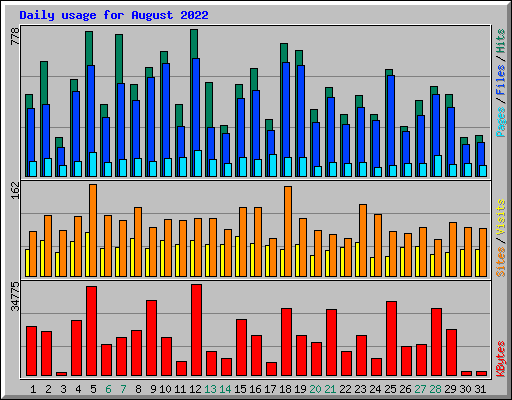 Daily usage for August 2022
778
Pages / Files / Hits
162
Sites / Visits
34775
KBytes
1 2 3 4 5 6 7 8 9 10 11 12 13 14 15 16 17 18 19 20 21 22 23 24 25 26 27 28 29 30 31